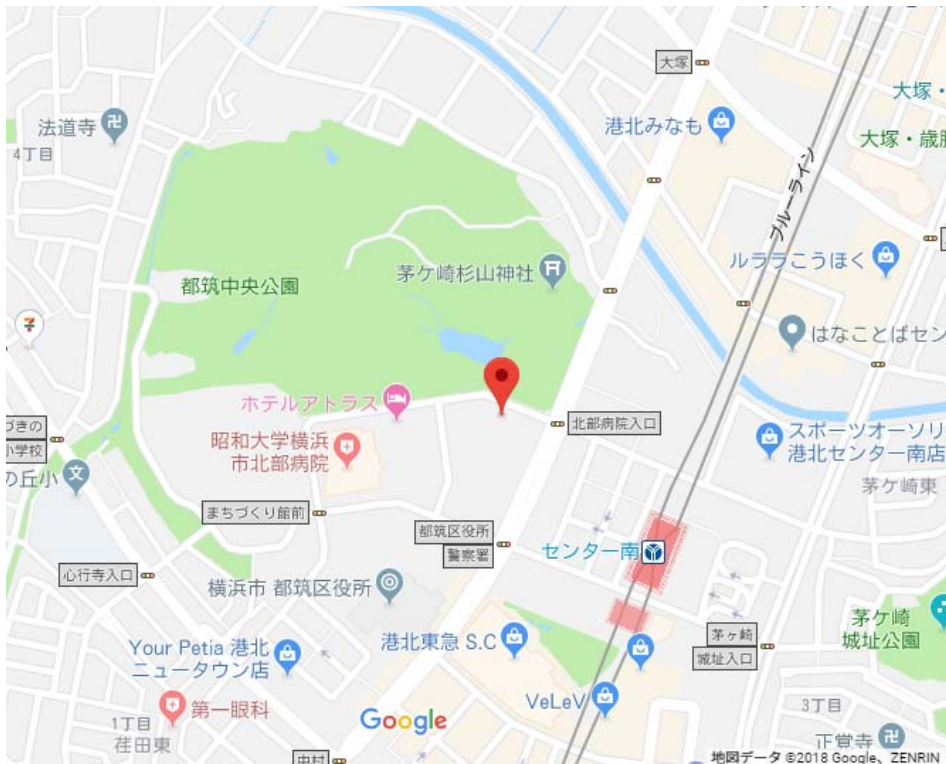 大塚
大塚・
港北みなも
大塚・歳
法道寺
4丁目
ブルーライン
ルララこうほく
茅ケ崎杉山神社
都筑中央公園
はなことばセン
ホテルアトラス
北部病院入口
づきの
小学校
昭和大学横浜
市北部病院
スポーツオーソリ
港北センター南店
の丘小
茅ケ崎東
まちづくり館前
都筑区役所
警察署
センター南
心行寺入口
横浜市 都筑区役所
茅ケ崎
城址公園
茅ヶ崎
城址入口
港北東急 S.C
Your Petia 港北
ニュータウン店
VeLeV
第一眼科
3丁目
1丁目
荏田東
Google
正覚寺
中村
地図データ ©2018 Google、ZENRIN